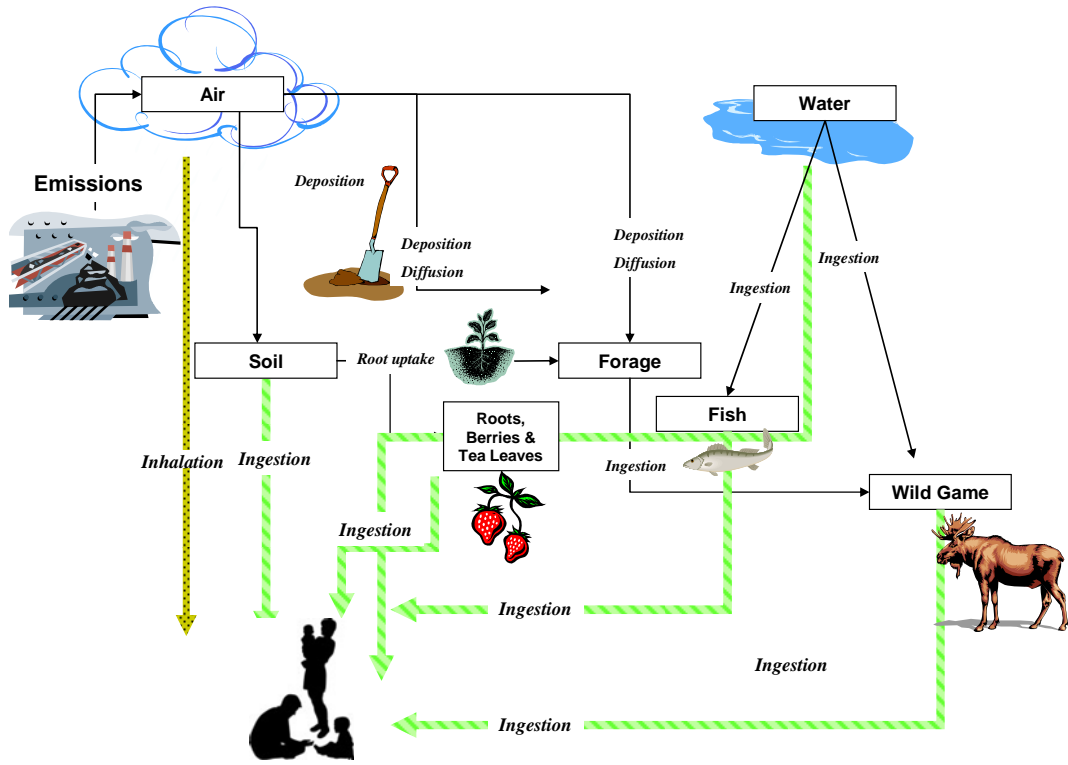 Air
Water
Emissions
Deposition
Deposition
Diffusion
Deposition
Diffusion
Ingestion
Ingestion
Soil
Root uptake
Forage
Fish
Roots,
Berries &
Tea Leaves
Inhalation
Ingestion
Ingestion
Wild Game
Ingestion
Ingestion
Ingestion
Ingestion